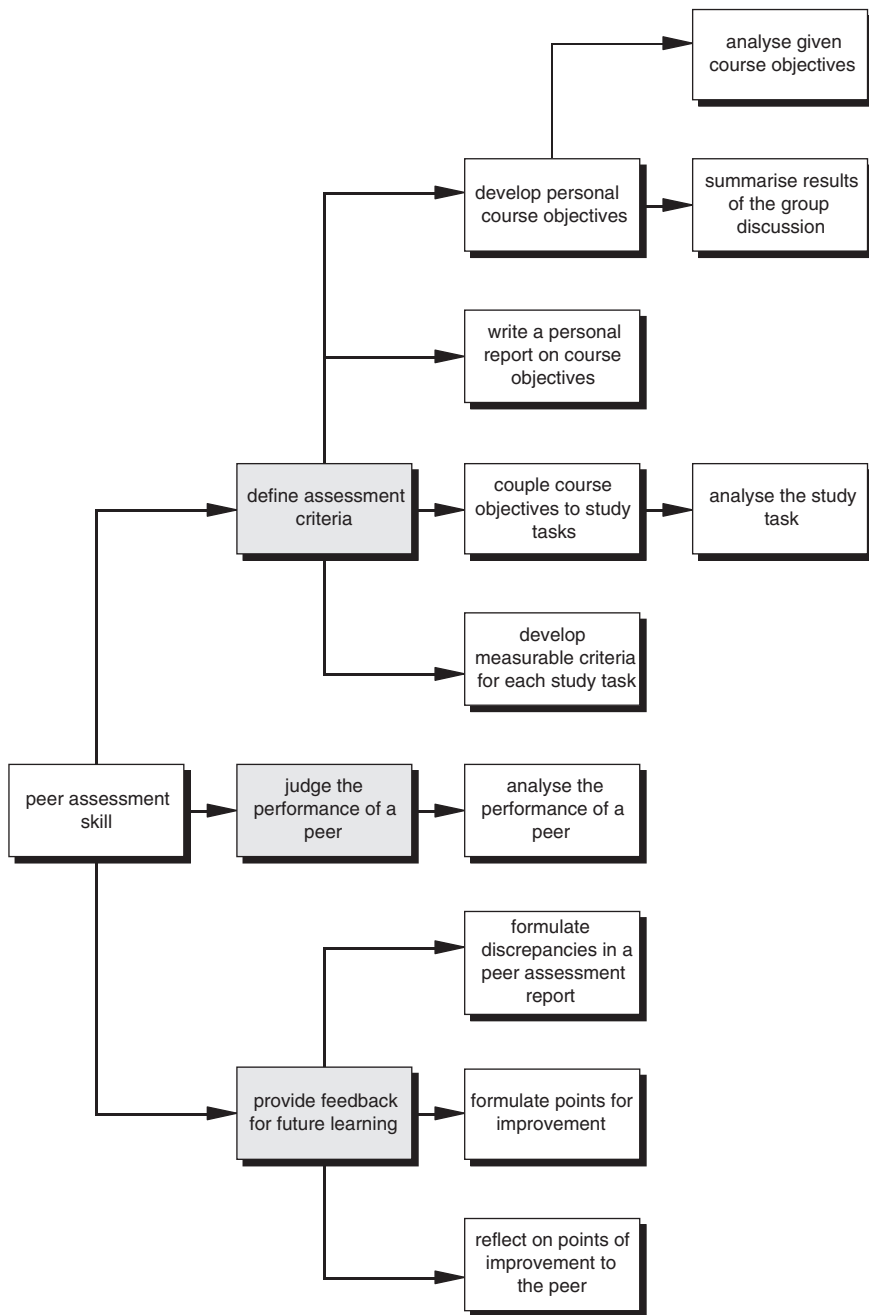 analyse given
course objectives
develop personal
course objectives
summarise results
of the group
discussion
write a personal
report on course
objectives
define assessment
criteria
couple course
objectives to study
tasks
analyse the study
task
develop
measurable criteria
for each study task
peer assessment
skill
judge the
performance of a
peer
analyse the
performance of a
peer
formulate
discrepancies in a
peer assessment
report
provide feedback
for future learning
formulate points for
improvement
reflect on points of
improvement to
the peer